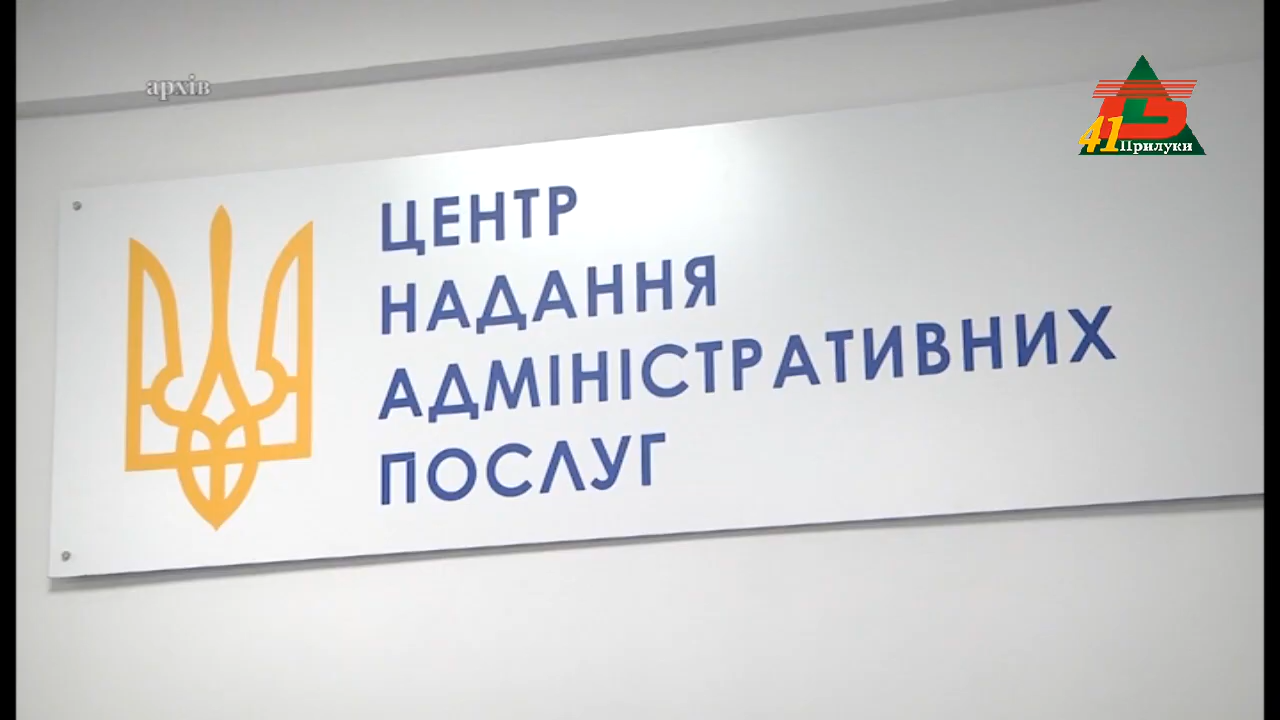 архів
41
Прилуки
ЦЕНТР
НАДАННЯ
АДМІНІСТРАТИВНИХ
ПОСЛУГ